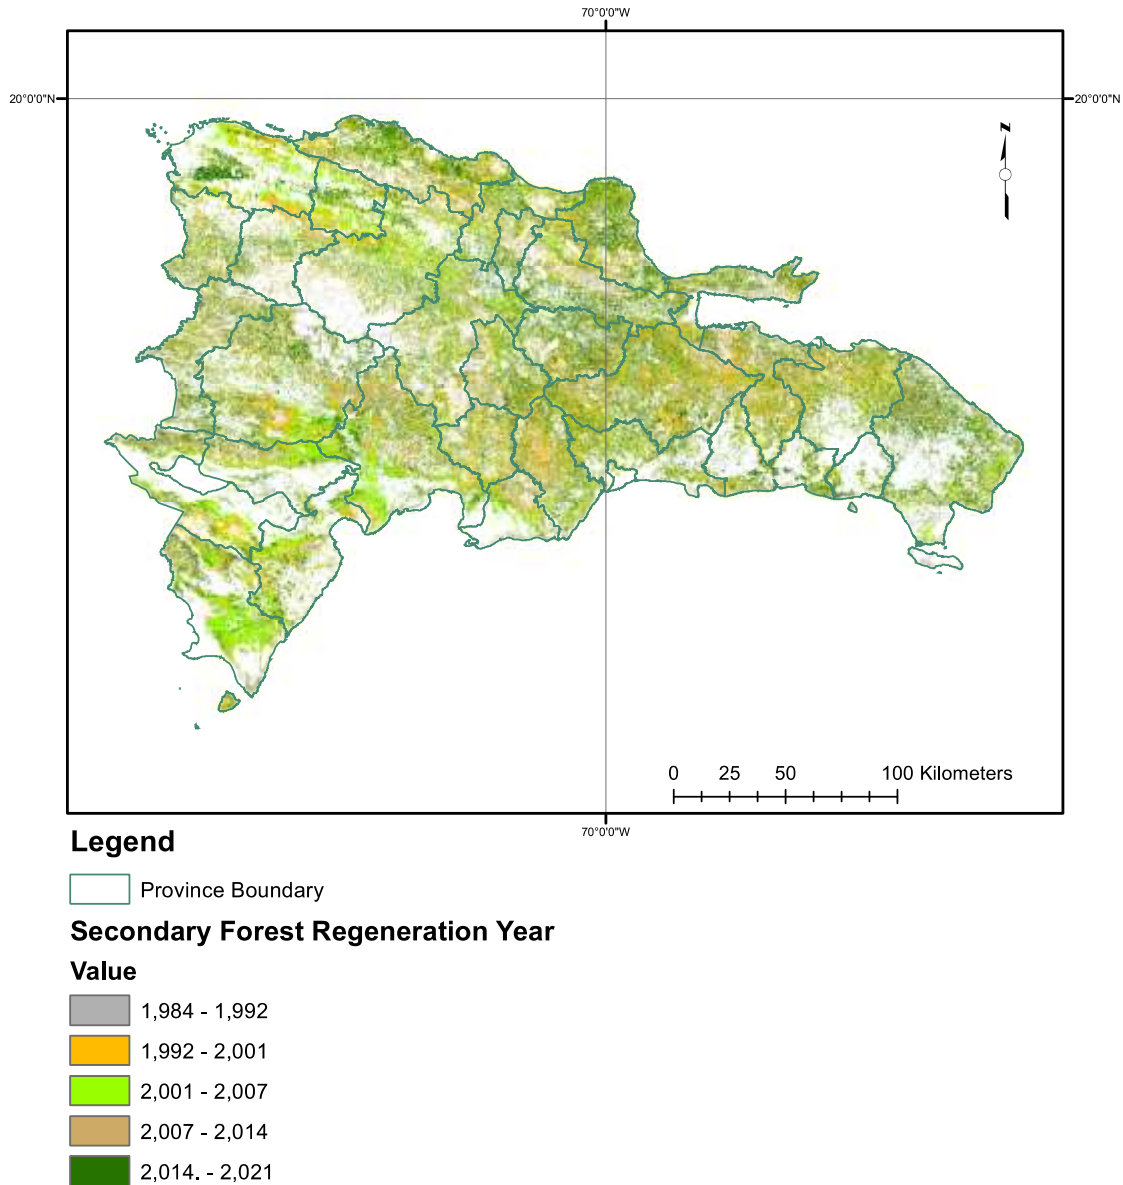 70°0'0"W
20°0'0"N
20°0'0"N
N
0 25 50 100 Kilometers
70°0'0"W
Legend
Province Boundary
Secondary Forest Regeneration Year
Value
1,984 - 1,992
1,992 - 2,001
2,001 - 2,007
2,007 - 2,014
2,014. - 2,021